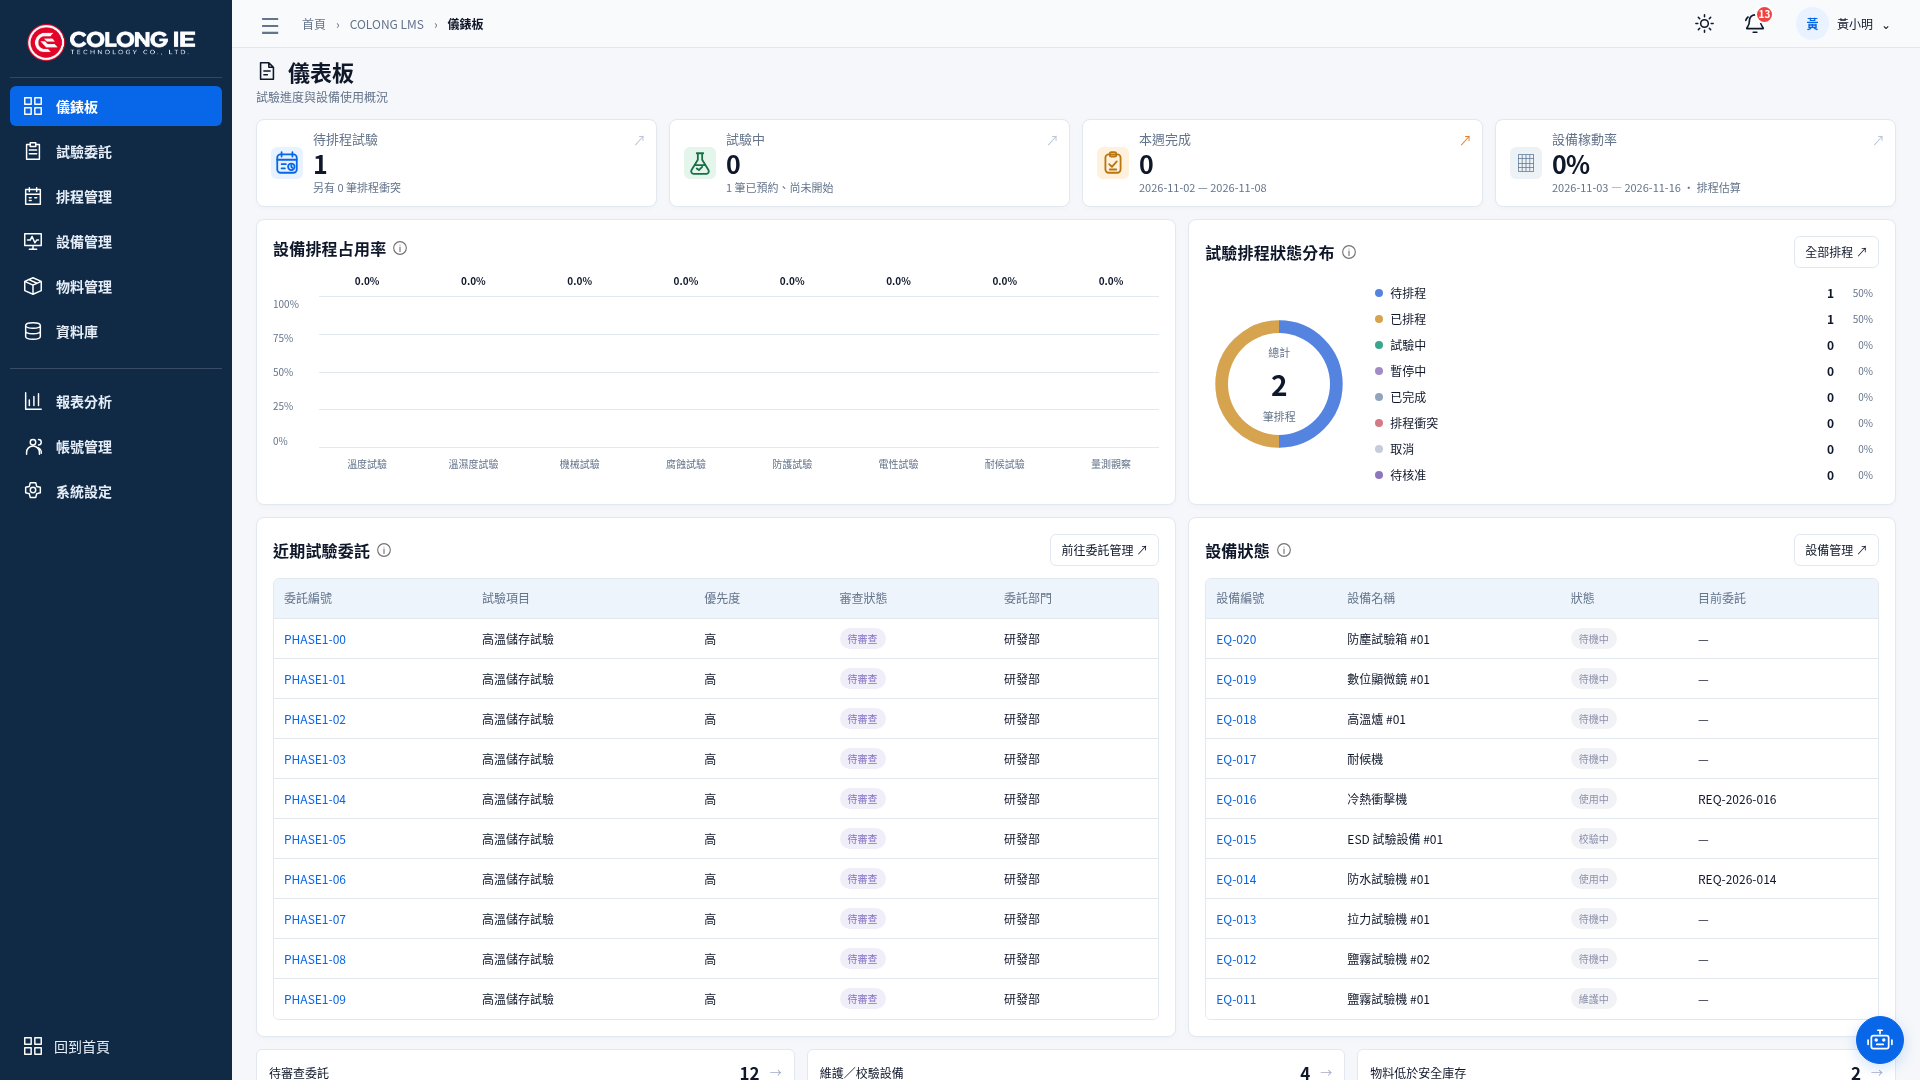 COLONG IE
TECHNOLOGY CO., LTD.
儀錶板
試驗委託
排程管理
設備管理
物料管理
資料庫
報表分析
帳號管理
系統設定
回到首頁
首頁 › COLONG LMS › 儀錶板
13
黃 黃小明
儀表板
試驗進度與設備使用概況
待排程試驗 ↗
1
另有 0 筆排程衝突
試驗中 ↗
0
1 筆已預約、尚未開始
本週完成 ↗
0
2026-11-02 — 2026-11-08
設備稼動率 ↗
0%
2026-11-03 — 2026-11-16 · 排程估算
設備排程占用率
0.0% 0.0% 0.0% 0.0% 0.0% 0.0% 0.0% 0.0%
100%
75%
50%
25%
0%
溫度試驗 溫濕度試驗 機械試驗 腐蝕試驗 防護試驗 電性試驗 耐候試驗 量測觀察
試驗排程狀態分布
全部排程 ↗
總計
2
筆排程
待排程 1 50%
已排程 1 50%
試驗中 0 0%
暫停中 0 0%
已完成 0 0%
排程衝突 0 0%
取消 0 0%
待核准 0 0%
近期試驗委託
前往委託管理 ↗
委託編號 試驗項目 優先度 審查狀態 委託部門
PHASE1-00 高溫儲存試驗 高 待審查 研發部
PHASE1-01 高溫儲存試驗 高 待審查 研發部
PHASE1-02 高溫儲存試驗 高 待審查 研發部
PHASE1-03 高溫儲存試驗 高 待審查 研發部
PHASE1-04 高溫儲存試驗 高 待審查 研發部
PHASE1-05 高溫儲存試驗 高 待審查 研發部
PHASE1-06 高溫儲存試驗 高 待審查 研發部
PHASE1-07 高溫儲存試驗 高 待審查 研發部
PHASE1-08 高溫儲存試驗 高 待審查 研發部
PHASE1-09 高溫儲存試驗 高 待審查 研發部
設備狀態
設備管理 ↗
設備編號 設備名稱 狀態 目前委託
EQ-020 防塵試驗箱 #01 待機中 —
EQ-019 數位顯微鏡 #01 待機中 —
EQ-018 高溫爐 #01 待機中 —
EQ-017 耐候機 待機中 —
EQ-016 冷熱衝擊機 使用中 REQ-2026-016
EQ-015 ESD 試驗設備 #01 校驗中 —
EQ-014 防水試驗機 #01 使用中 REQ-2026-014
EQ-013 拉力試驗機 #01 待機中 —
EQ-012 鹽霧試驗機 #02 待機中 —
EQ-011 鹽霧試驗機 #01 維護中 —
待審查委託 12 →
維護／校驗設備 4 →
物料低於安全庫存 2 →